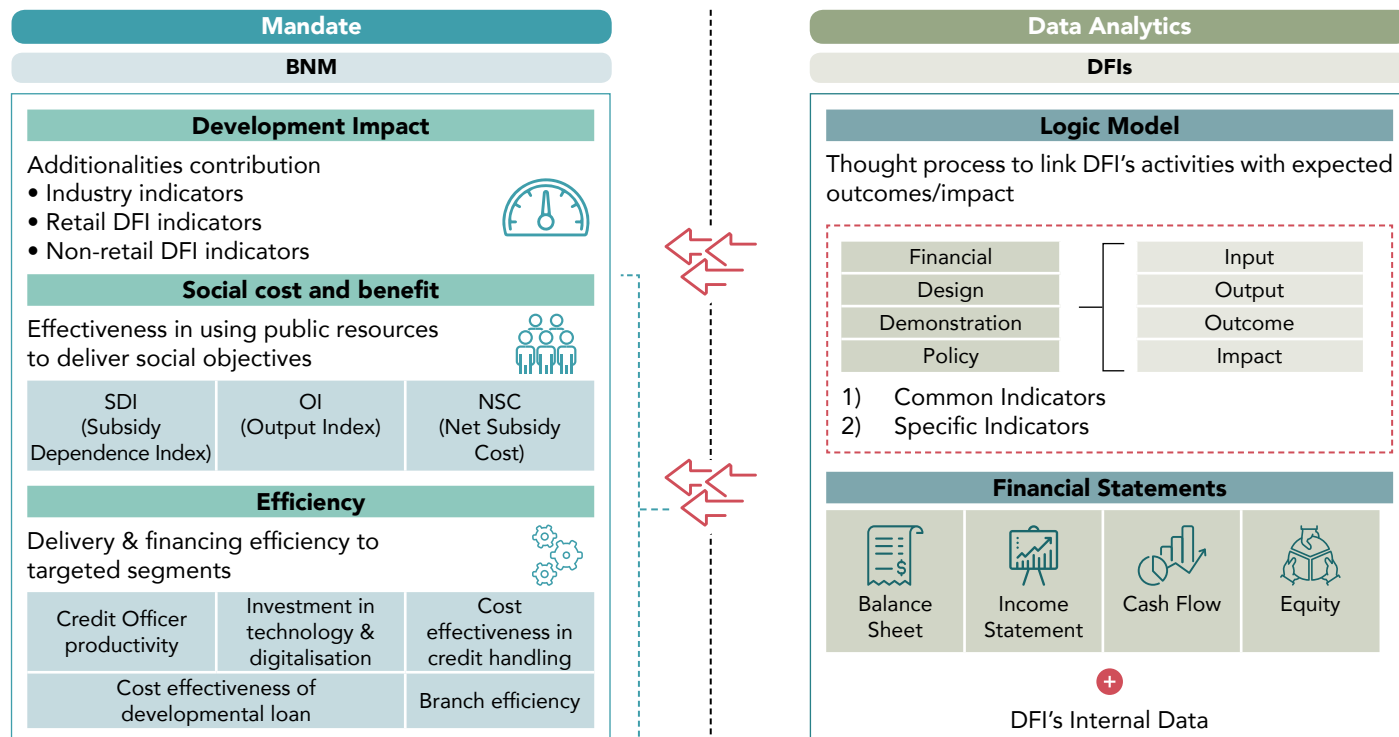 Mandate
BNM
Development Impact
Additionalities contribution
• Industry indicators
• Retail DFI indicators
• Non-retail DFI indicators
Social cost and benefit
Effectiveness in using public resources
to deliver social objectives
SDI
(Subsidy
Dependence Index)
OI
(Output Index)
NSC
(Net Subsidy
Cost)
Efficiency
Delivery & financing efficiency to
targeted segments
Credit Officer
productivity
Investment in
technology &
digitalisation
Cost
effectiveness in
credit handling
Cost effectiveness of
developmental loan
Branch efficiency
Data Analytics
DFIs
Logic Model
Thought process to link DFI's activities with expected
outcomes/impact
Financial
Design
Demonstration
Policy
Input
Output
Outcome
Impact
1) Common Indicators
2) Specific Indicators
Financial Statements
$
Balance
Sheet
Income
Statement
Cash Flow
Equity
+
DFI's Internal Data